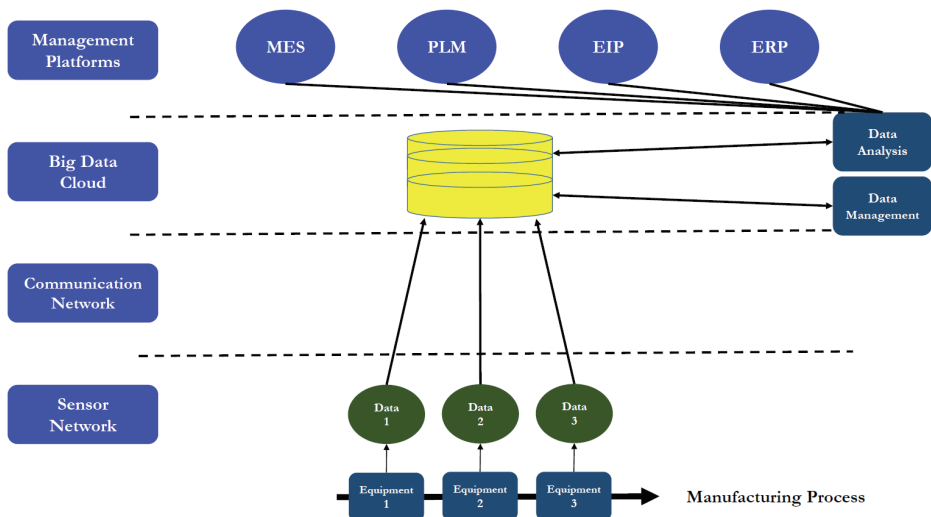 Management
Platforms
MES
PLM
EIP
ERP
Big Data
Cloud
Data
Analysis
Data
Management
Communication
Network
Sensor
Network
Data
1
Data
2
Data
3
Equipment
1
Equipment
2
Equipment
3
Manufacturing Process